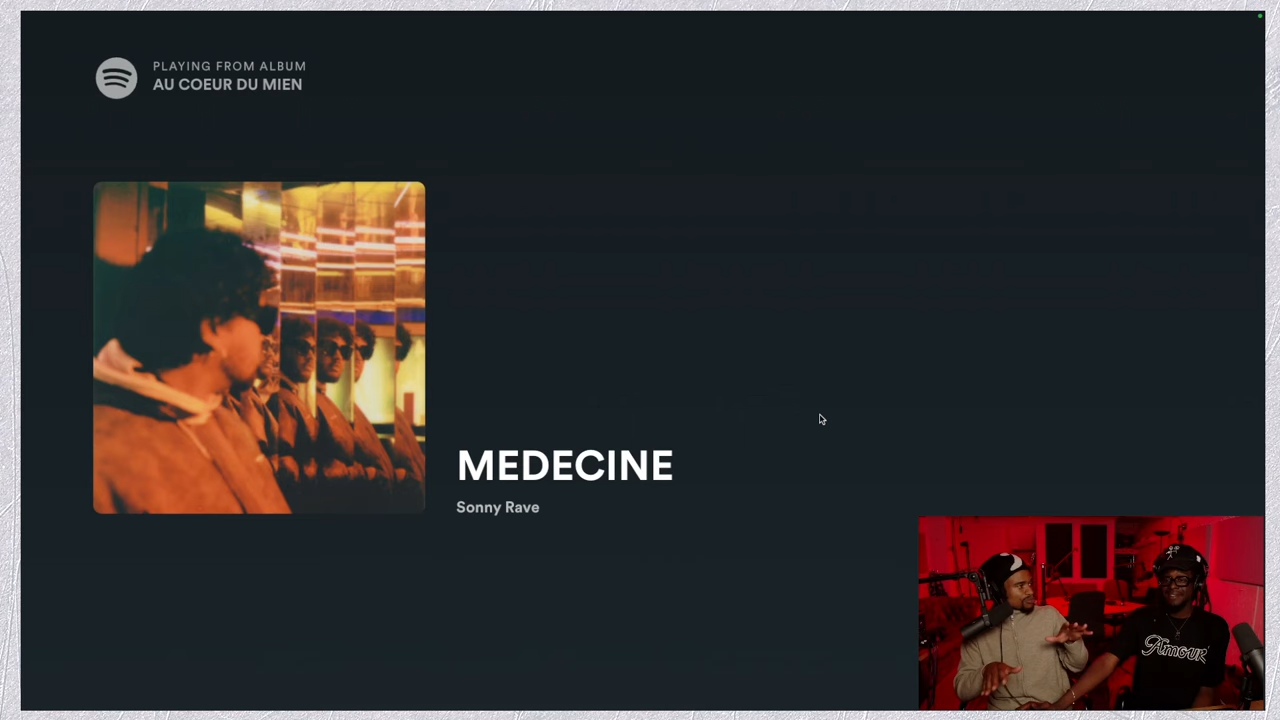 PLAYING FROM ALBUM
AU COEUR DU MIEN
MEDECINE
Sonny Rave
Amour